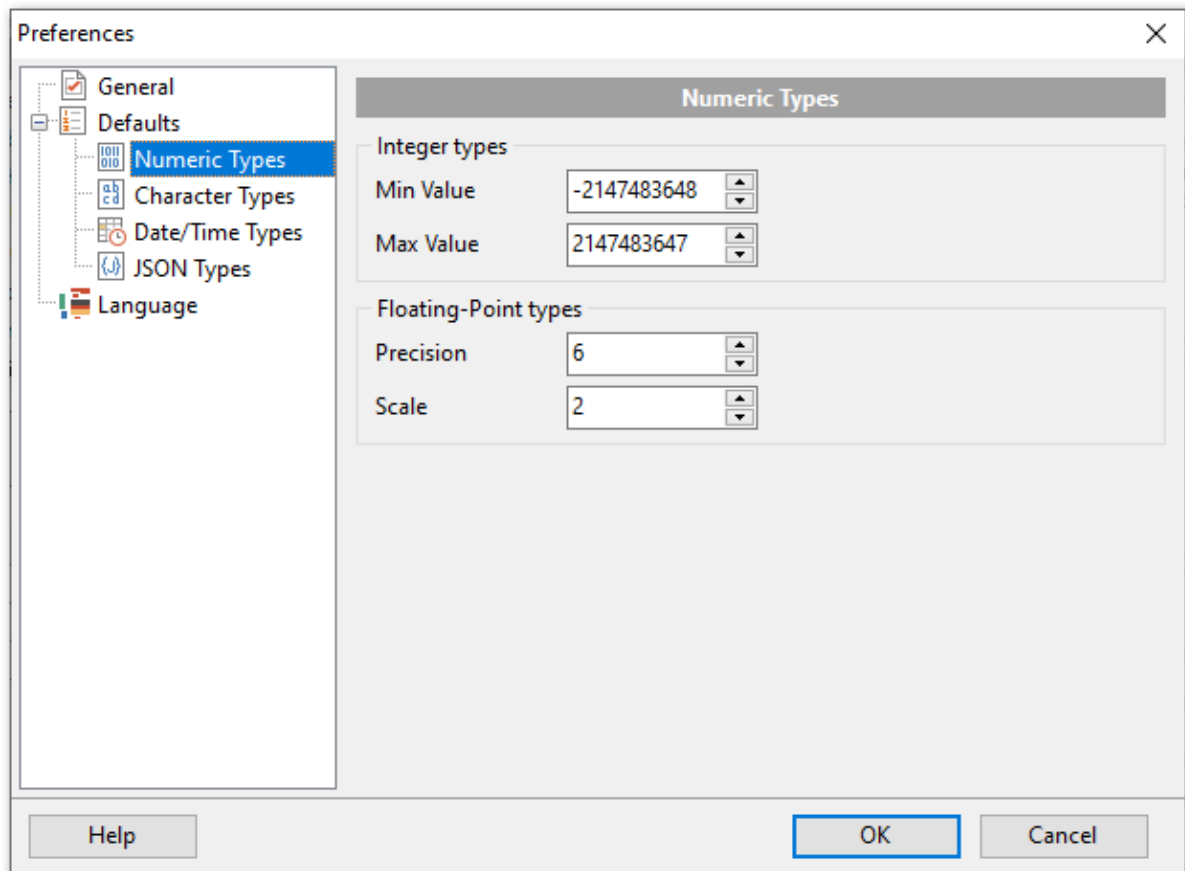 Preferences
General
Defaults
Numeric Types
Character Types
Date/Time Types
JSON Types
Language
Numeric Types
Integer types
Min Value -2147483648
Max Value 2147483647
Floating-Point types
Precision 6
Scale 2
Help OK Cancel